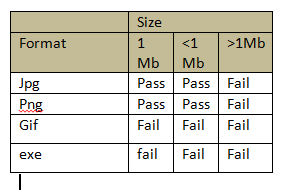 Size
Format 1 Mb <1 Mb >1Mb
Jpg Pass Pass Fail
Png Pass Pass Fail
Gif Fail Fail Fail
exe fail Fail Fail